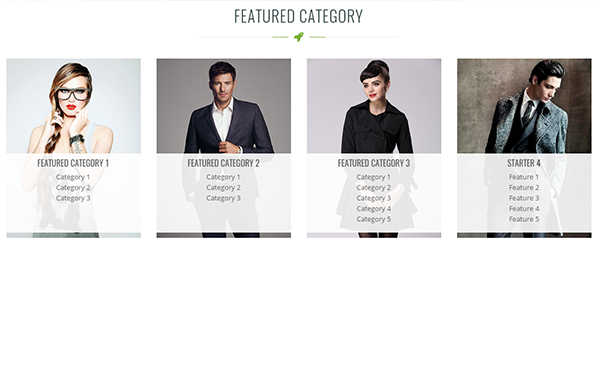 FEATURED CATEGORY
FEATURED CATEGORY 1
Category 1
Category 2
Category 3
FEATURED CATEGORY 2
Category 1
Category 2
Category 3
FEATURED CATEGORY 3
Category 1
Category 2
Category 3
Category 4
Category 5
STARTER 4
Feature 1
Feature 2
Feature 3
Feature 4
Feature 5